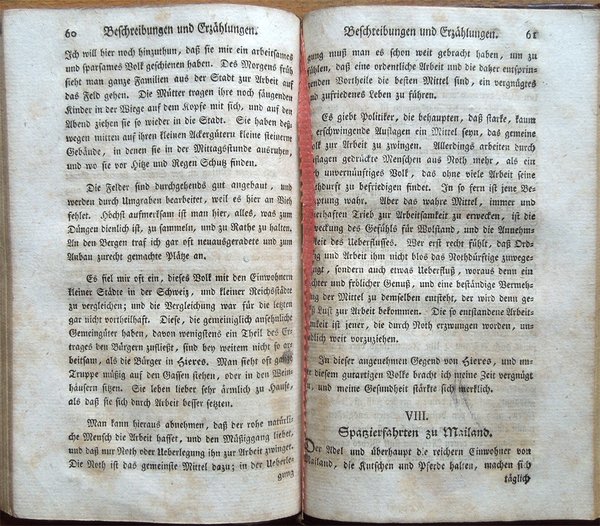 60 Beschreibungen und Erzählungen.
Ich will hier noch hinzuthun, daß sie mir ein arbeitsames
und sparsames Volk geschienen haben. Des Morgens früh
sieht man ganze Familien aus der Stadt zur Arbeit auf
das Feld gehen. Die Mütter tragen ihre noch säugenden
Kinder in der Wiege auf dem Kopfe mit sich, und auf den
Abend ziehen sie so wieder in die Stadt. Sie haben deß-
wegen mitten auf ihren kleinen Ackergütern kleine steinerne
Gebäude, in denen sie in der Mittagsstunde ausruhen,
und wo sie vor Hitze und Regen Schutz finden.
Die Felder sind durchgehends gut angebaut, und
werden durch Umgraben bearbeitet, weil es hier an Vieh
fehlet. Höchst aufmerksam ist man hier, alles, was zum
Düngen dienlich ist, zu sammeln, und zu Rathe zu halten.
An den Bergen traf ich gar oft neuausgeradete und zum
Anbau zurecht gemachte Plätze an.
Es fiel mir oft ein, dieses Volk mit den Einwohnern
kleiner Städte in der Schweiz, und kleiner Reichsstädte
zu vergleichen; und die Vergleichung war für die letzten
gar nicht vortheilhaft. Diese, die gemeiniglich ansehnliche
Gemeingüter haben, davon wenigstens ein Theil des Er-
trages den Bürgern zufließt, sind bey weitem nicht so ar-
beitsam, als die Bürger in Hieres. Man sieht oft ganze
Truppe müßig auf den Gassen stehen, oder in den Wein-
häusern sitzen. Sie leben lieber sehr ärmlich zu Hause,
als daß sie sich durch Arbeit besser setzten.
Man kann hieraus abnehmen, daß der rohe natürli-
che Mensch die Arbeit hasset, und den Müßiggang liebet,
und daß nur Noth oder Ueberlegung ihn zur Arbeit zwinget.
Die Noth ist das gemeinste Mittel dazu; in der Ueberle-
gung
Beschreibungen und Erzählungen. 61
gung muß man es schon weit gebracht haben, um zu
fühlen, daß eine ordentliche Arbeit und die daher entsprin-
genden Vortheile die besten Mittel sind, ein vergnügtes
und zufriedenes Leben zu führen.
Es giebt Politiker, die behaupten, daß starke, kaum
erschwingende Auflagen ein Mittel seyn, das gemeine
Volk zur Arbeit zu zwingen. Allerdings arbeiten durch
Auflagen gedrückte Menschen aus Noth mehr, als ein
unvernünftiges Volk, das ohne viele Arbeit seine
Nothdurft zu befriedigen findet. In so fern ist jene Be-
hauptung wahr. Aber das wahre Mittel, immer und
Trieb zur Arbeitsamkeit zu erwecken, ist die
Erweckung des Gefühls für Wolstand, und die Annehm-
lichkeit des Ueberflusses. Wer erst recht fühlt, daß Ord-
nung und Arbeit ihm nicht blos das Nothdürftige zuwege-
bringt, sondern auch etwas Ueberfluß, woraus denn ein
und frölicher Genuß, und eine beständige Vermeh-
rung der Mittel zu demselben entsteht, der wird denn ge-
wiß Lust zur Arbeit bekommen. Die so entstandene Arbeit-
samkeit ist jener, die durch Noth erzwungen worden, un-
endlich weit vorzuziehen.
In dieser angenehmen Gegend von Hieres, und un-
ter diesem gutartigen Volke bracht ich meine Zeit vergnügt
zu, und meine Gesundheit stärkte sich merklich.
VIII.
Spatzierfahrten zu Mailand.
Der Adel und überhaupt die reichern Einwohner von
Mailand, die Kutschen und Pferde halten, machen sich
täglich